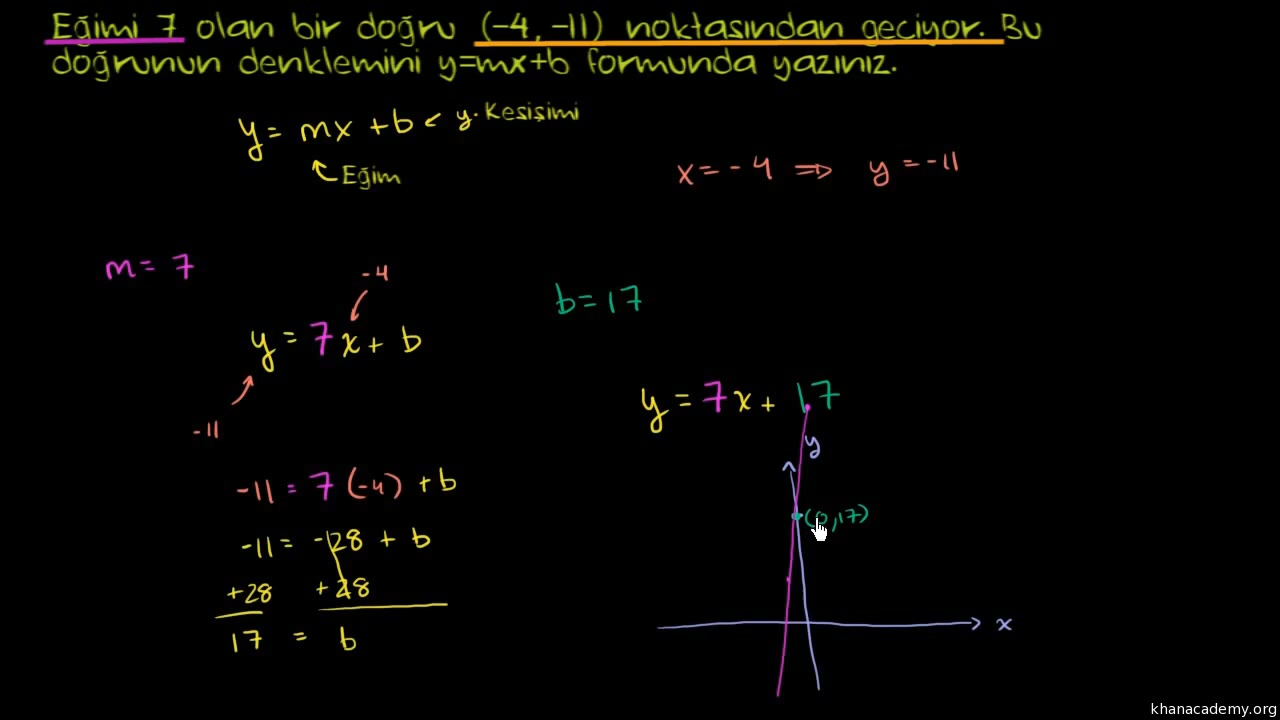 Eğimi 7 olan bir doğru (-4, -11) noktasından geciyor. Bu
doğrunun denklemini y=mx+b formunda yazınız.
y = mx + b < y. Kesişimi
Eğim
x = -4 ⇒ y = -11
m = 7
-4
b = 17
y = 7x + b
-11
y = 7x + 17
y
-11 = 7 (-4) + b
(0,17)
-11 = -28 + b
+28 +28
17 = b
x
khanacademy.org